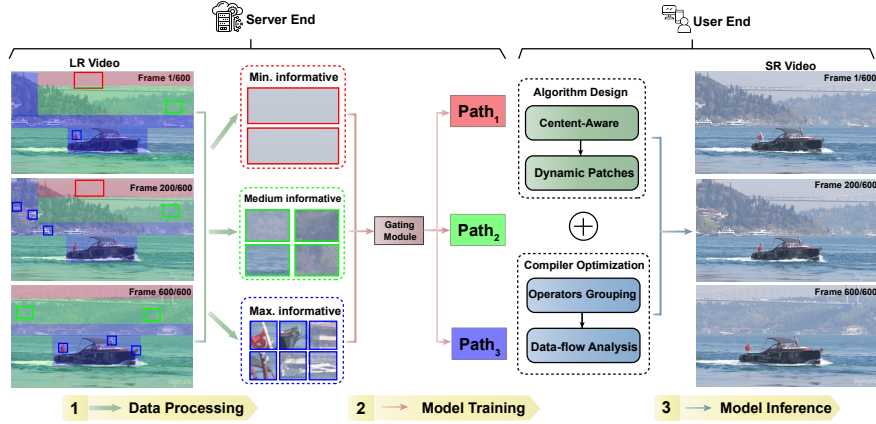 Server End
User End
LR Video
SR Video
Frame 1/600
Frame 200/600
Frame 600/600
Min. informative
Medium informative
Max. informative
Gating
Module
Path1
Path2
Path3
Algorithm Design
Centent-Aware
Dynamic Patches
Compiler Optimization
Operators Grouping
Data-flow Analysis
Frame 1/600
Frame 200/600
Frame 600/600
1 Data Processing
2 Model Training
3 Model Inference